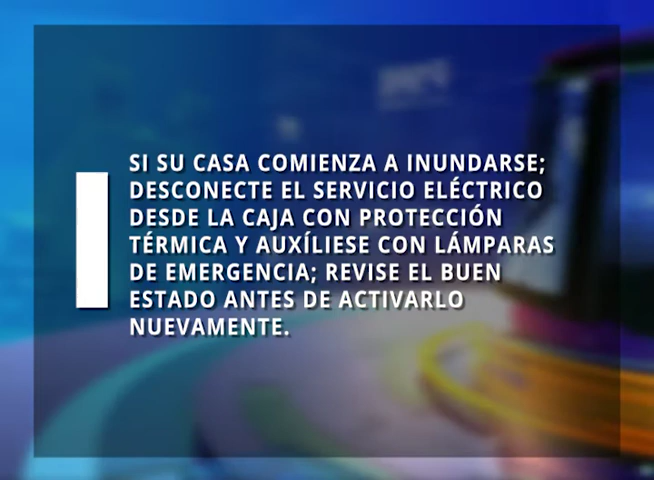 SI SU CASA COMIENZA A INUNDARSE;
DESCONECTE EL SERVICIO ELÉCTRICO
DESDE LA CAJA CON PROTECCIÓN
TÉRMICA Y AUXÍLIESE CON LÁMPARAS
DE EMERGENCIA; REVISE EL BUEN
ESTADO ANTES DE ACTIVARLO
NUEVAMENTE.